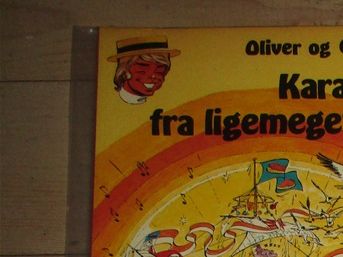 Oliver og
Kara
fra ligemege